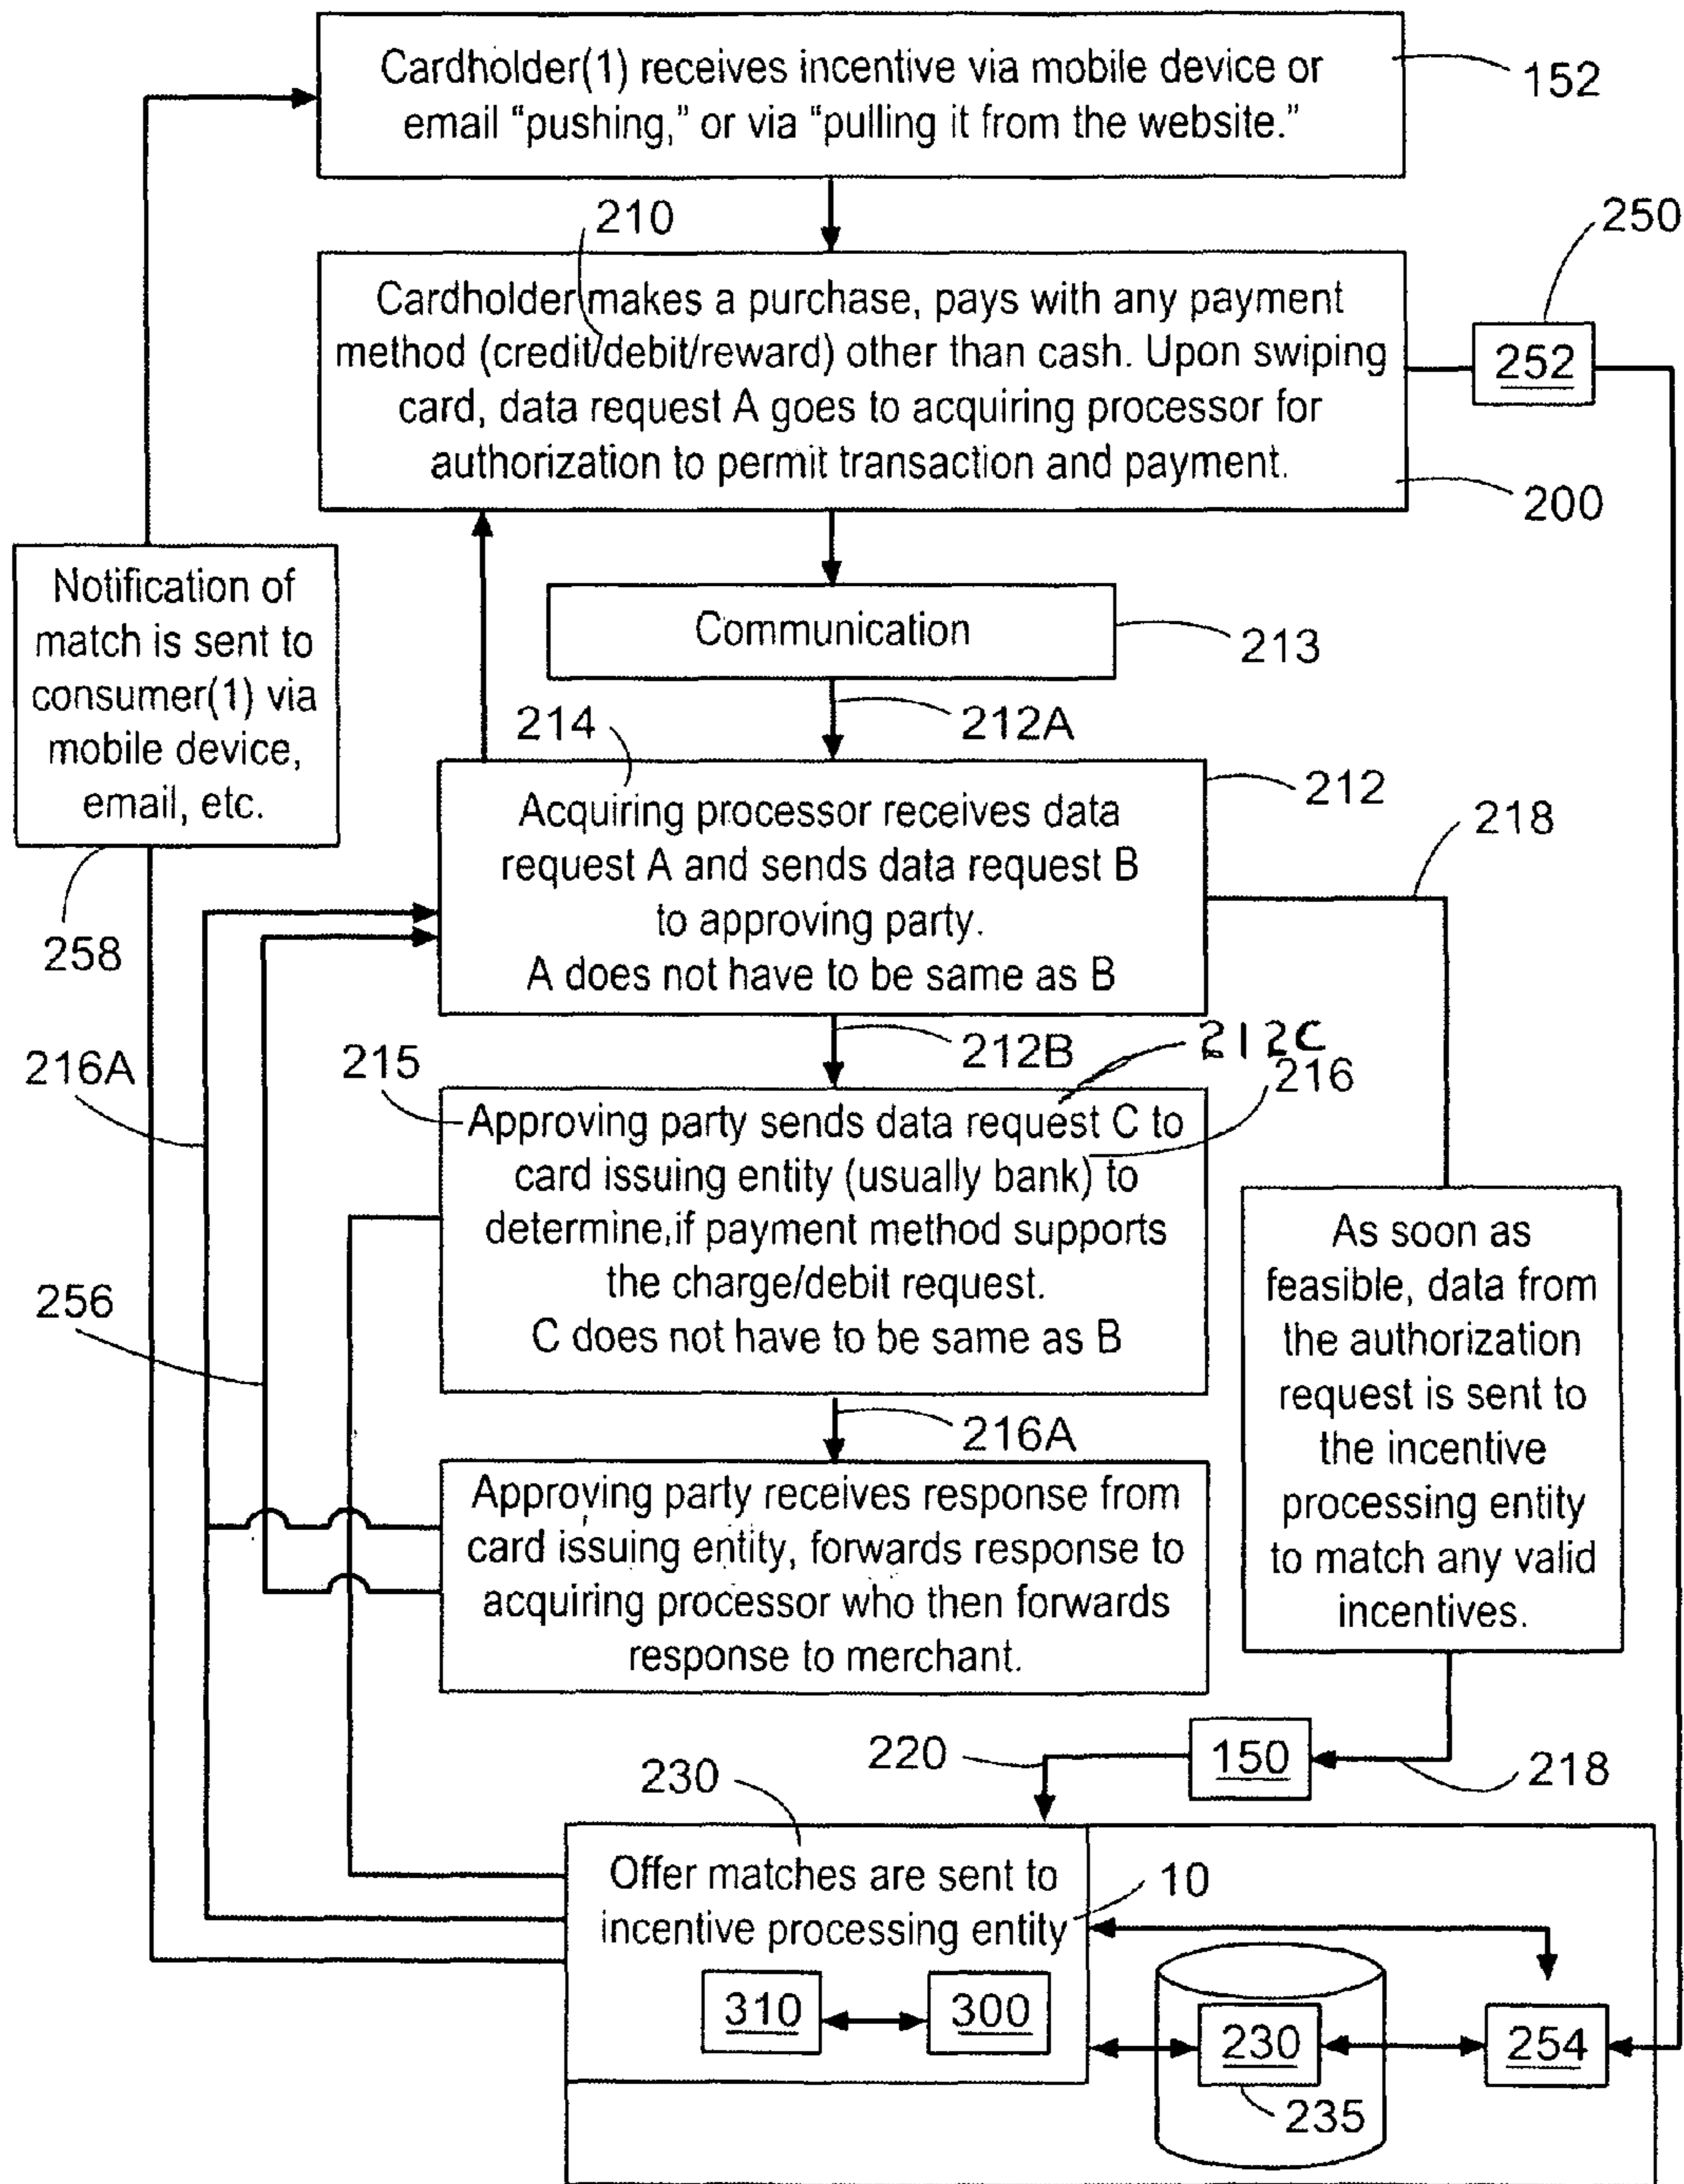 Cardholder(1) receives incentive via mobile device or
email “pushing,” or via “pulling it from the website.”
152
210
250
Cardholder makes a purchase, pays with any payment
method (credit/debit/reward) other than cash. Upon swiping
card, data request A goes to acquiring processor for
authorization to permit transaction and payment.
252
200
Notification of
match is sent to
consumer(1) via
mobile device,
email, etc.
258
Communication
213
212A
214
212
218
Acquiring processor receives data
request A and sends data request B
to approving party.
A does not have to be same as B
212B
212C
216
216A
215
Approving party sends data request C to
card issuing entity (usually bank) to
determine, if payment method supports
the charge/debit request.
C does not have to be same as B
256
As soon as
feasible, data from
the authorization
request is sent to
the incentive
processing entity
to match any valid
incentives.
216A
Approving party receives response from
card issuing entity, forwards response to
acquiring processor who then forwards
response to merchant.
220
150
218
230
Offer matches are sent to
incentive processing entity
10
310
300
230
254
235